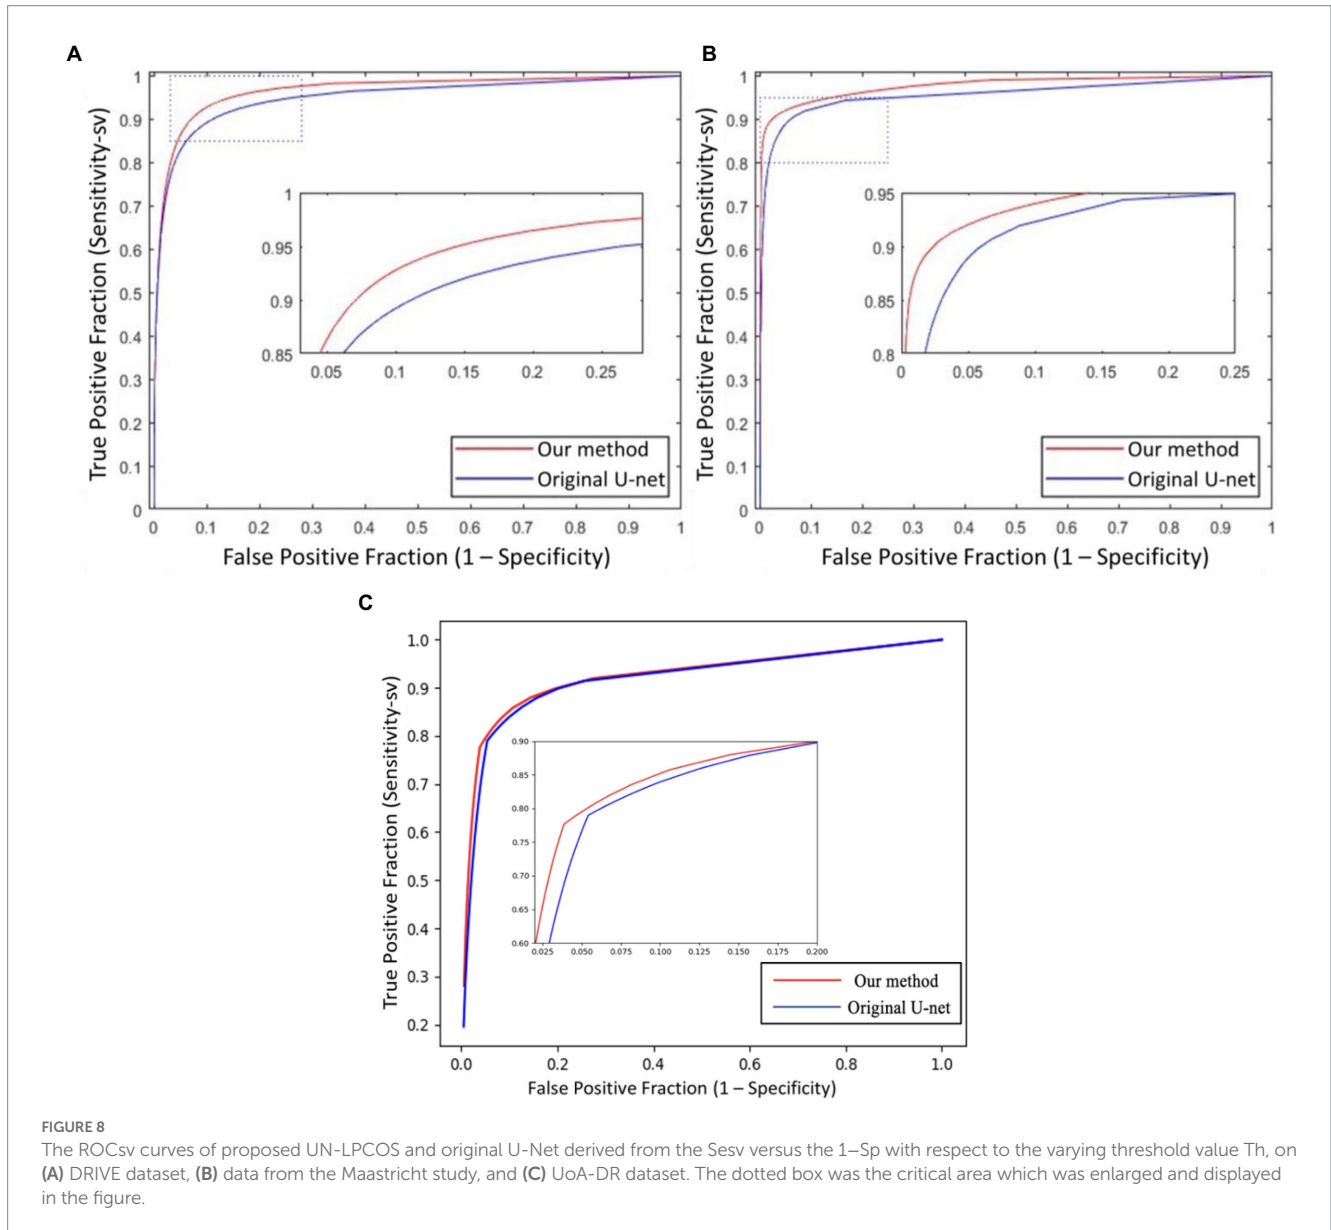 A
True Positive Fraction (Sensitivity-sv)
1
0.9
0.8
0.7
0.6
0.5
0.4
0.3
0.2
0.1
0
1
0.95
0.9
0.85
0.05 0.1 0.15 0.2 0.25
Our method
Original U-net
0 0.1 0.2 0.3 0.4 0.5 0.6 0.7 0.8 0.9 1
False Positive Fraction (1 – Specificity)
B
True Positive Fraction (Sensitivity-sv)
1
0.9
0.8
0.7
0.6
0.5
0.4
0.3
0.2
0.1
0
0.95
0.9
0.85
0.8
0 0.05 0.1 0.15 0.2 0.25
Our method
Original U-net
0 0.1 0.2 0.3 0.4 0.5 0.6 0.7 0.8 0.9 1
False Positive Fraction (1 – Specificity)
C
True Positive Fraction (Sensitivity-sv)
1.0
0.9
0.8
0.7
0.6
0.5
0.4
0.3
0.2
0.90
0.85
0.80
0.75
0.70
0.65
0.60
0.025 0.050 0.075 0.100 0.125 0.150 0.175 0.200
Our method
Original U-net
0.0 0.2 0.4 0.6 0.8 1.0
False Positive Fraction (1 – Specificity)
FIGURE 8
The ROCsv curves of proposed UN-LPCOS and original U-Net derived from the Sesv versus the 1–Sp with respect to the varying threshold value Th, on
(A) DRIVE dataset, (B) data from the Maastricht study, and (C) UoA-DR dataset. The dotted box was the critical area which was enlarged and displayed
in the figure.